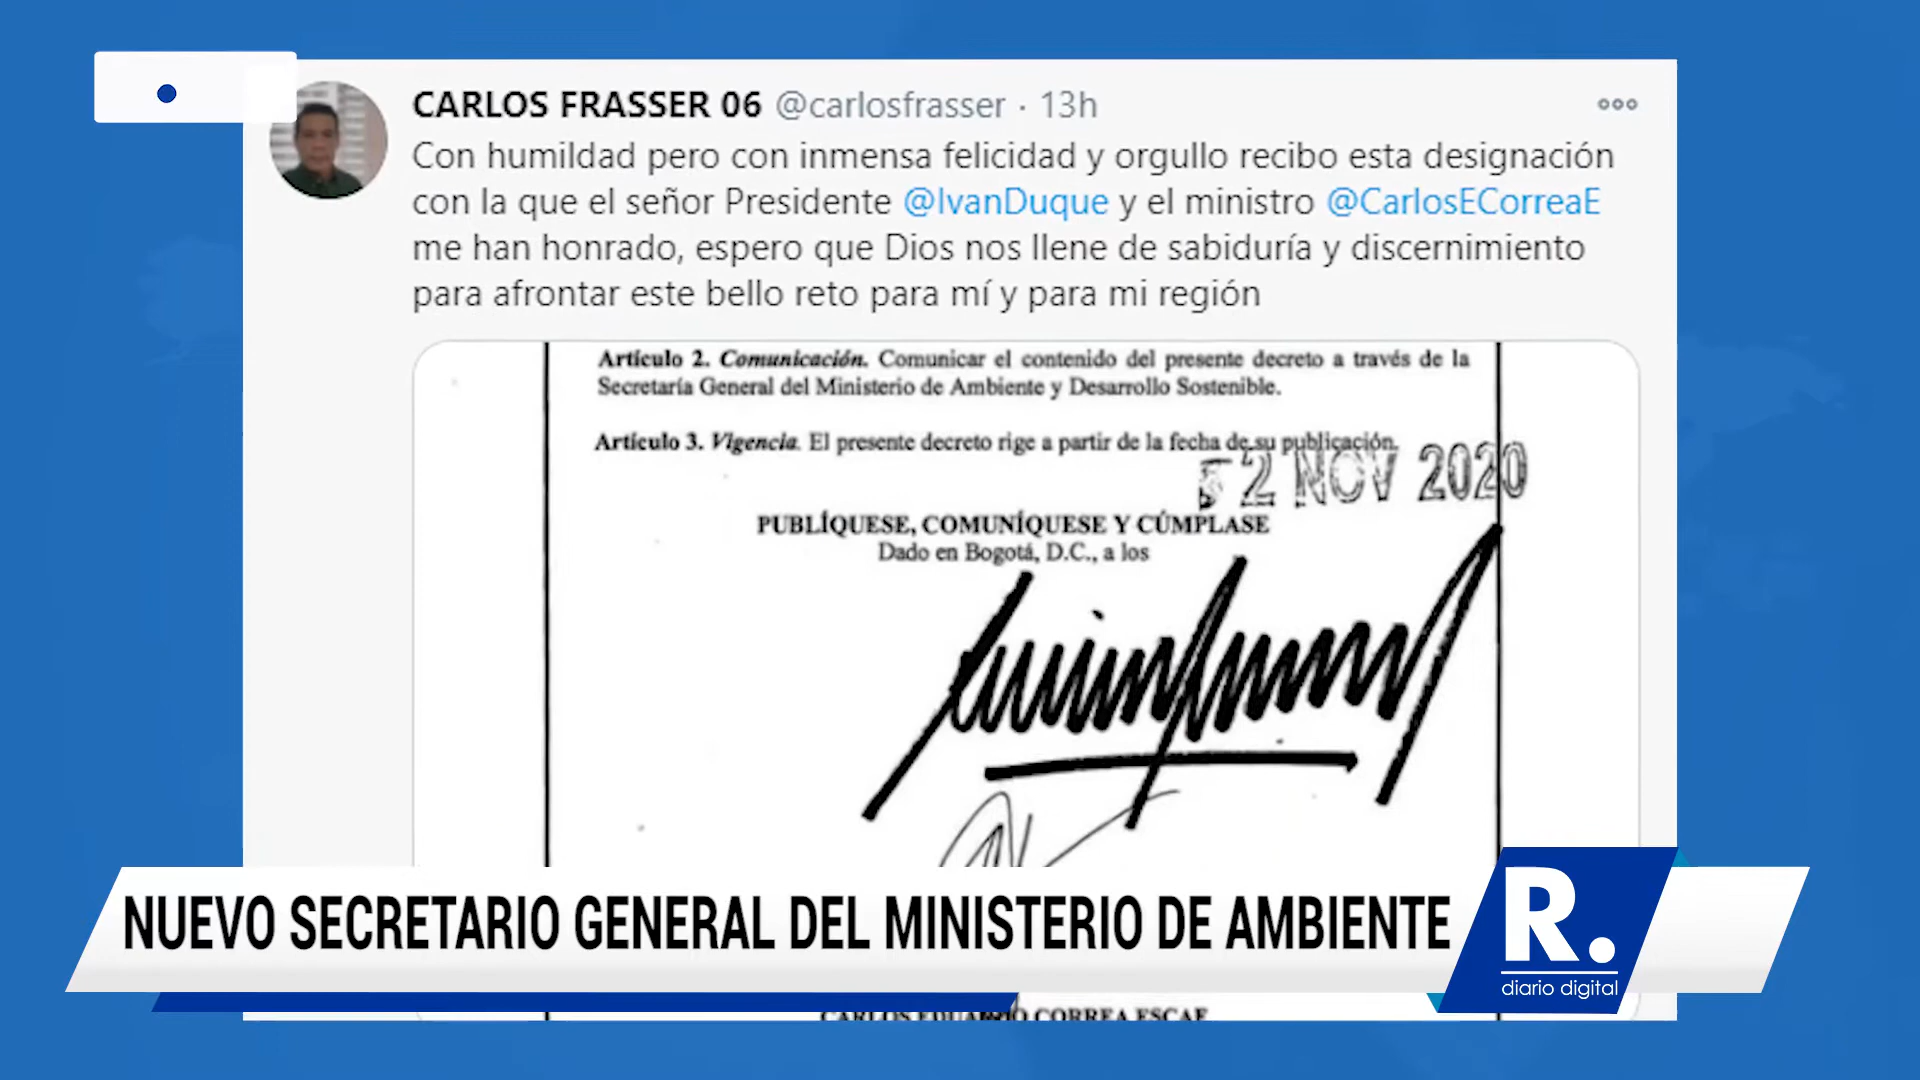 CARLOS FRASSER 06 @carlosfrasser · 13h
Con humildad pero con inmensa felicidad y orgullo recibo esta designación
con la que el señor Presidente @IvanDuque y el ministro @CarlosECorreaE
me han honrado, espero que Dios nos llene de sabiduría y discernimiento
para afrontar este bello reto para mí y para mi región
Artículo 2. Comunicación. Comunicar el contenido del presente decreto a través de la
Secretaría General del Ministerio de Ambiente y Desarrollo Sostenible.
Artículo 3. Vigencia. El presente decreto rige a partir de la fecha de su publicación.
2 NOV 2020
PUBLÍQUESE, COMUNÍQUESE Y CÚMPLASE
Dado en Bogotá, D.C., a los
NUEVO SECRETARIO GENERAL DEL MINISTERIO DE AMBIENTE
R.
diario digital
CARLOS EDUARDO CORREA